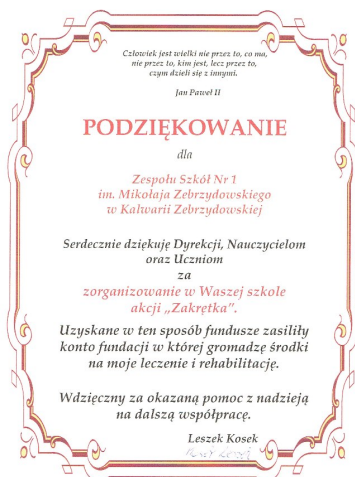 Człowiek jest wielki nie przez to, co ma,
nie przez to, kim jest, lecz przez to,
czym dzieli się z innymi.
Jan Paweł II
PODZIĘKOWANIE
dla
Zespołu Szkół Nr 1
im. Mikołaja Zebrzydowskiego
w Kalwarii Zebrzydowskiej
Serdecznie dziękuję Dyrekcji, Nauczycielom
oraz Uczniom
za
zorganizowanie w Waszej szkole
akcji „Zakrętka”.
Uzyskane w ten sposób fundusze zasiliły
konto fundacji w której gromadzę środki
na moje leczenie i rehabilitację.
Wdzięczny za okazaną pomoc z nadzieją
na dalszą współpracę.
Leszek Kosek